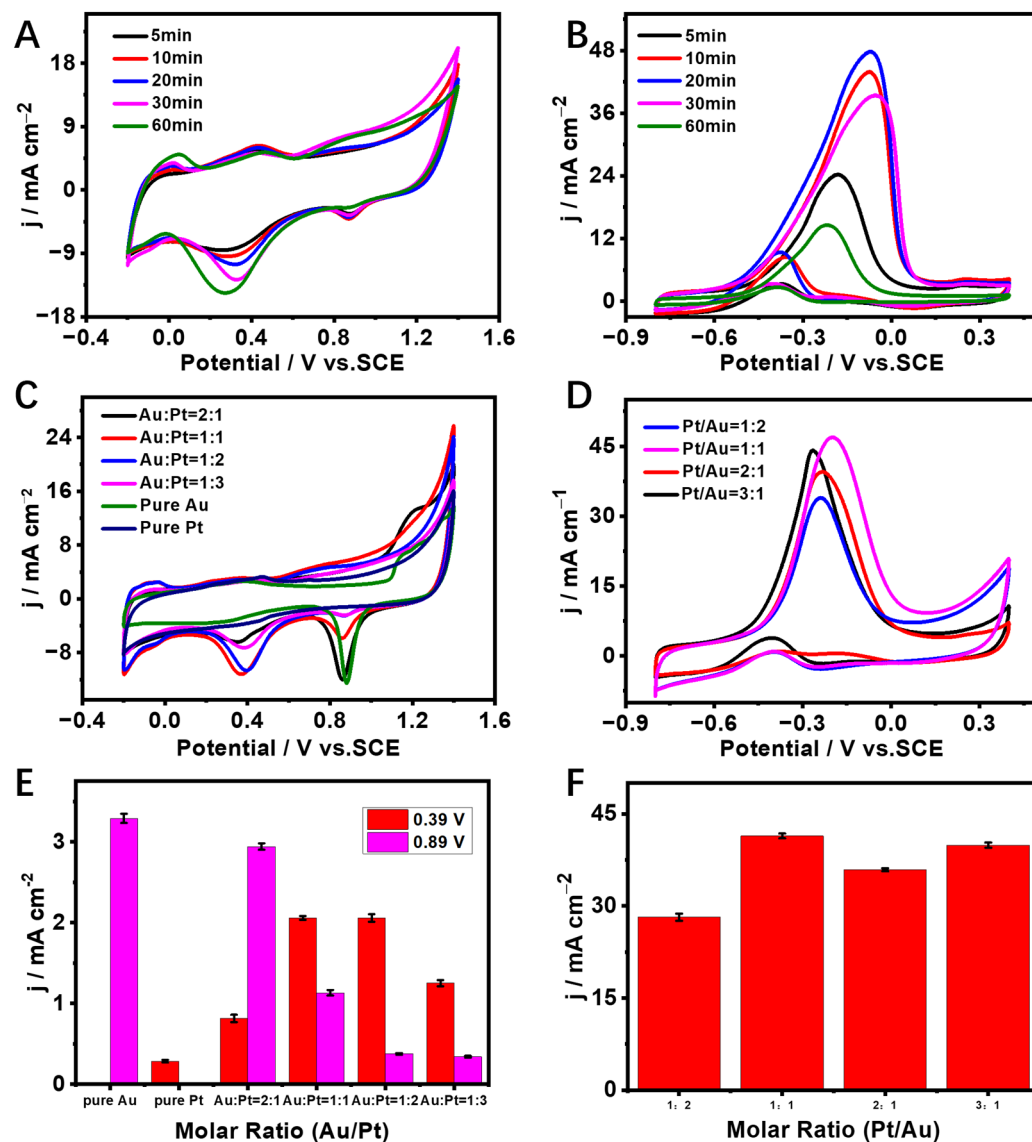 A
5min
10min
20min
30min
60min
18
9
0
−9
−18
j / mA cm−2
0.0 0.4 0.8 1.2 1.6
Potential / V vs.SCE
B
5min
10min
20min
30min
60min
48
36
24
12
0
j / mA cm−2
−0.9 −0.6 −0.3 0.0 0.3
Potential / V vs.SCE
C
Au:Pt=2:1
Au:Pt=1:1
Au:Pt=1:2
Au:Pt=1:3
Pure Au
Pure Pt
24
16
8
0
−8
j / mA cm−2
−0.4 0.0 0.4 0.8 1.2 1.6
Potential / V vs.SCE
D
Pt/Au=1:2
Pt/Au=1:1
Pt/Au=2:1
Pt/Au=3:1
45
30
15
0
j / mA cm−1
−0.9 −0.6 −0.3 0.0 0.3
Potential / V vs.SCE
E
0.39 V
0.89 V
3
2
1
0
j / mA cm-2
pure Au pure Pt Au:Pt=2:1 Au:Pt=1:1 Au:Pt=1:2 Au:Pt=1:3
Molar Ratio (Au/Pt)
F
45
30
15
0
j / mA cm−2
1：2 1：1 2：1 3：1
Molar Ratio (Pt/Au)